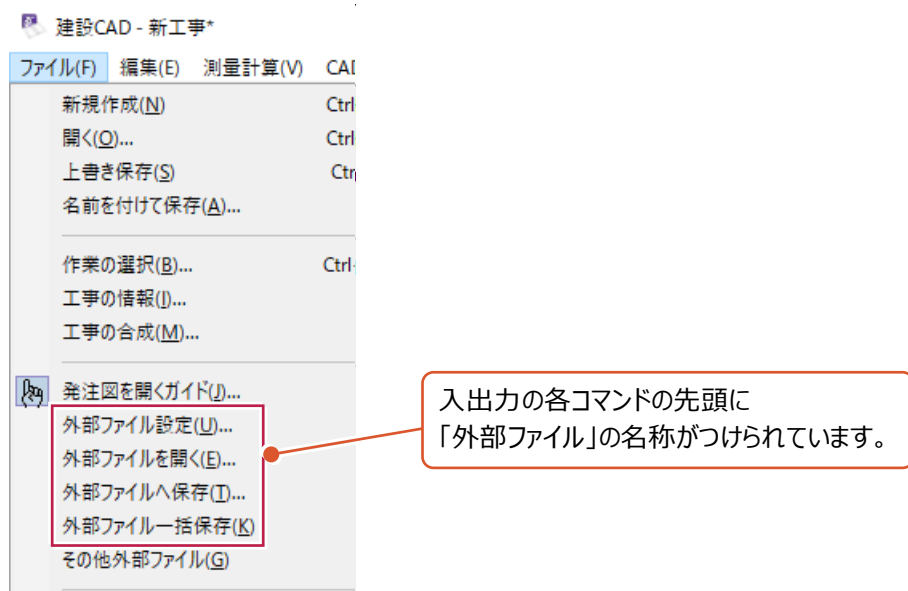 建設CAD - 新工事*
ファイル(F) 編集(E) 測量計算(V) CAD
新規作成(N) Ctrl
開く(O)... Ctrl
上書き保存(S) Ctr
名前を付けて保存(A)...
作業の選択(B)... Ctrl
工事の情報(I)...
工事の合成(M)...
発注図を開くガイド(J)...
外部ファイル設定(U)...
外部ファイルを開く(E)...
外部ファイルへ保存(T)...
外部ファイル一括保存(K)
その他外部ファイル(G)
入出力の各コマンドの先頭に
「外部ファイル」の名称がつけられています。